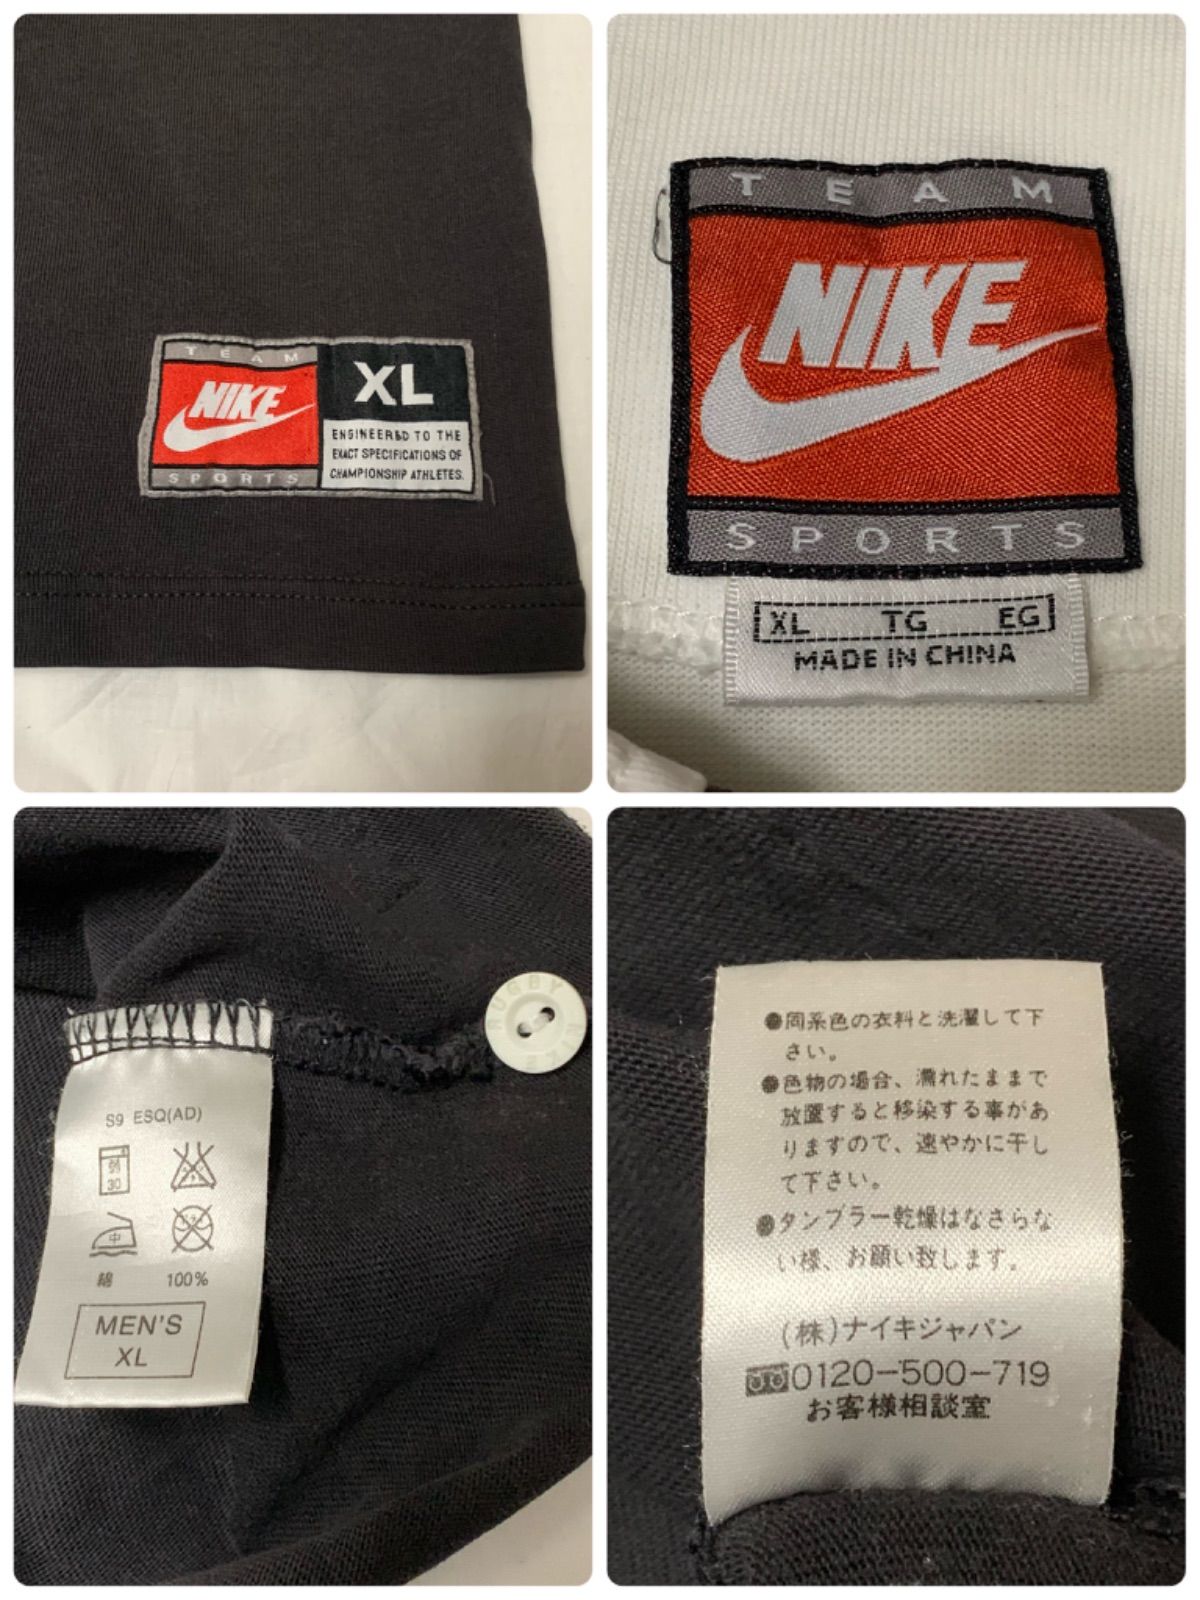 TEAM
NIKE
SPORTS
XL
ENGINEERED TO THE
EXACT SPECIFICATIONS OF
CHAMPIONSHIP ATHLETES.
TEAM
NIKE
SPORTS
XL TG EG
MADE IN CHINA
RUGBY NIKE
S9 ESQ(AD)
弱
30
中
綿 100%
MEN'S
XL
●同系色の衣料と洗濯して下
さい。
●色物の場合、濡れたままで
放置すると移染する事があ
りますので、速やかに干し
て下さい。
●タンブラー乾燥はなさらな
い様、お願い致します。
(株)ナイキジャパン
0120-500-719
お客様相談室